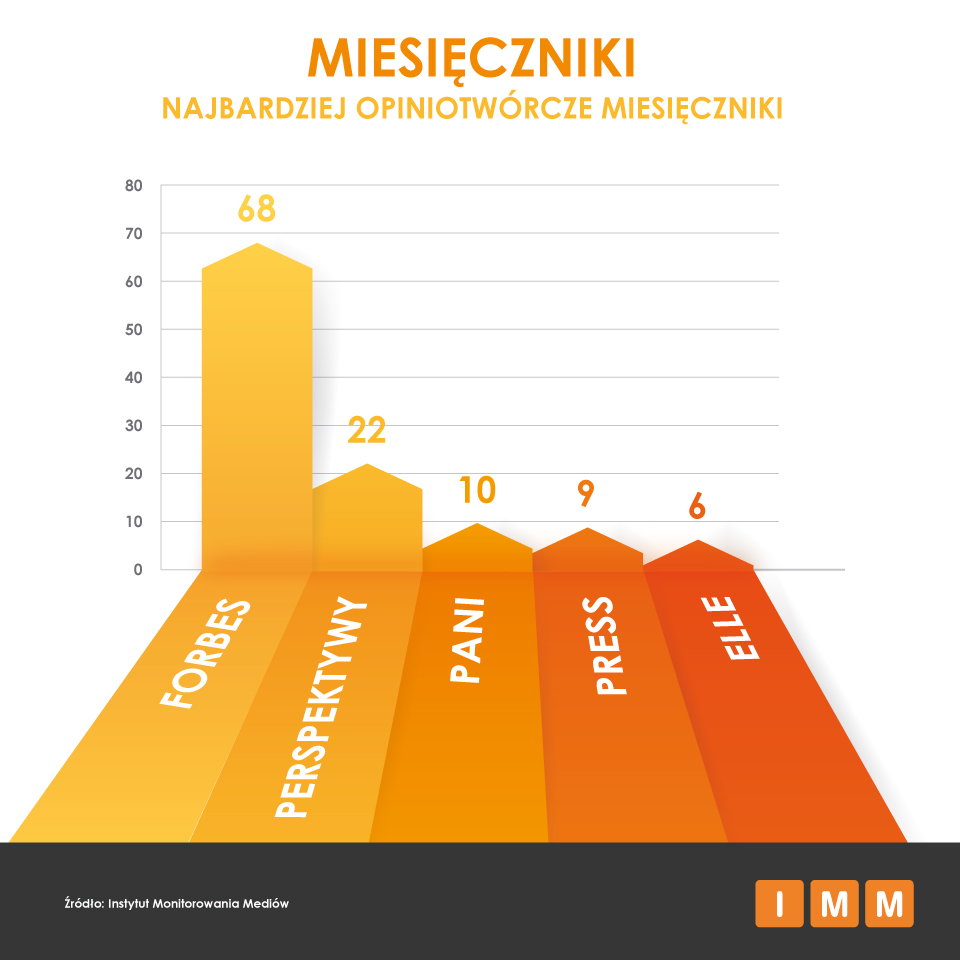 MIESIĘCZNIKI
NAJBARDZIEJ OPINIOTWÓRCZE MIESIĘCZNIKI
80
70
60
50
40
30
20
10
0
68
22
10
9
6
FORBES
PERSPEKTYWY
PANI
PRESS
ELLE
Źródło: Instytut Monitorowania Mediów
I M M